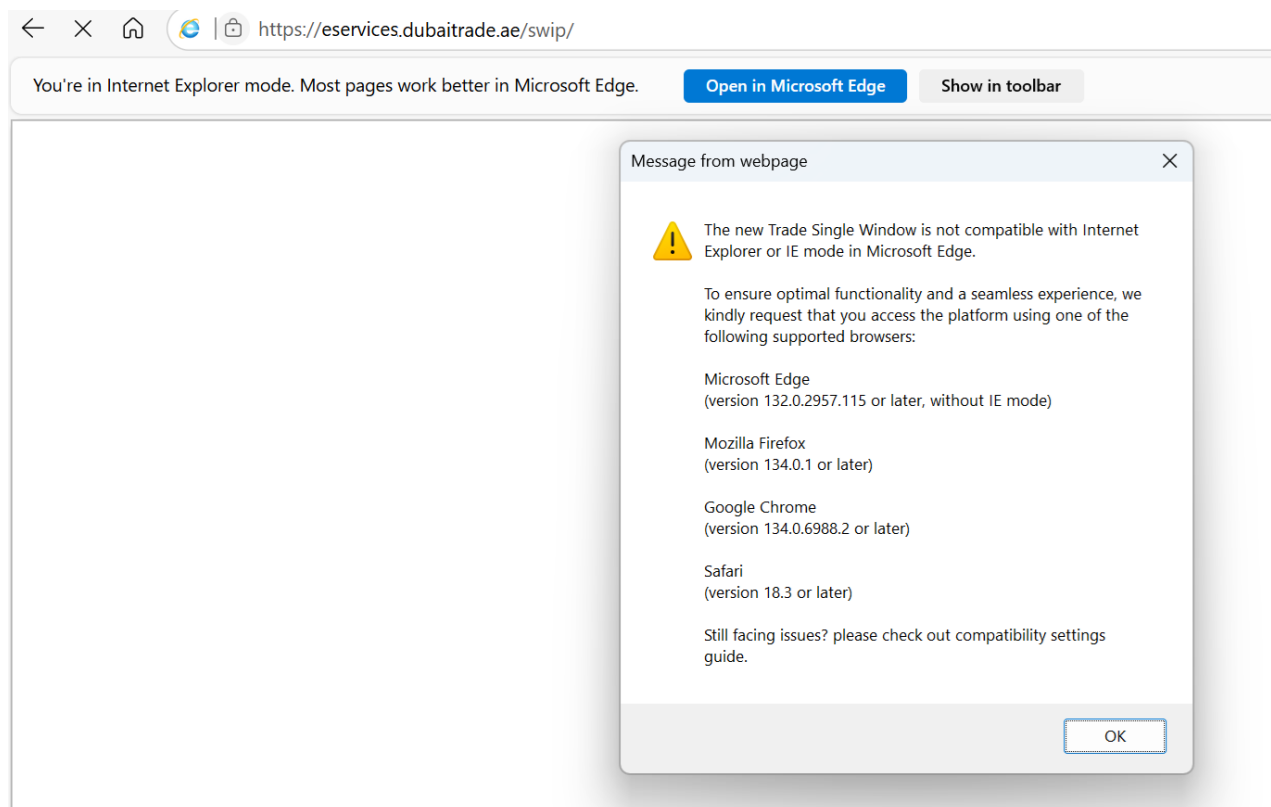 https://eservices.dubaitrade.ae/swip/
You're in Internet Explorer mode. Most pages work better in Microsoft Edge. Open in Microsoft Edge Show in toolbar
Message from webpage
The new Trade Single Window is not compatible with Internet
Explorer or IE mode in Microsoft Edge.
To ensure optimal functionality and a seamless experience, we
kindly request that you access the platform using one of the
following supported browsers:
Microsoft Edge
(version 132.0.2957.115 or later, without IE mode)
Mozilla Firefox
(version 134.0.1 or later)
Google Chrome
(version 134.0.6988.2 or later)
Safari
(version 18.3 or later)
Still facing issues? please check out compatibility settings
guide.
OK